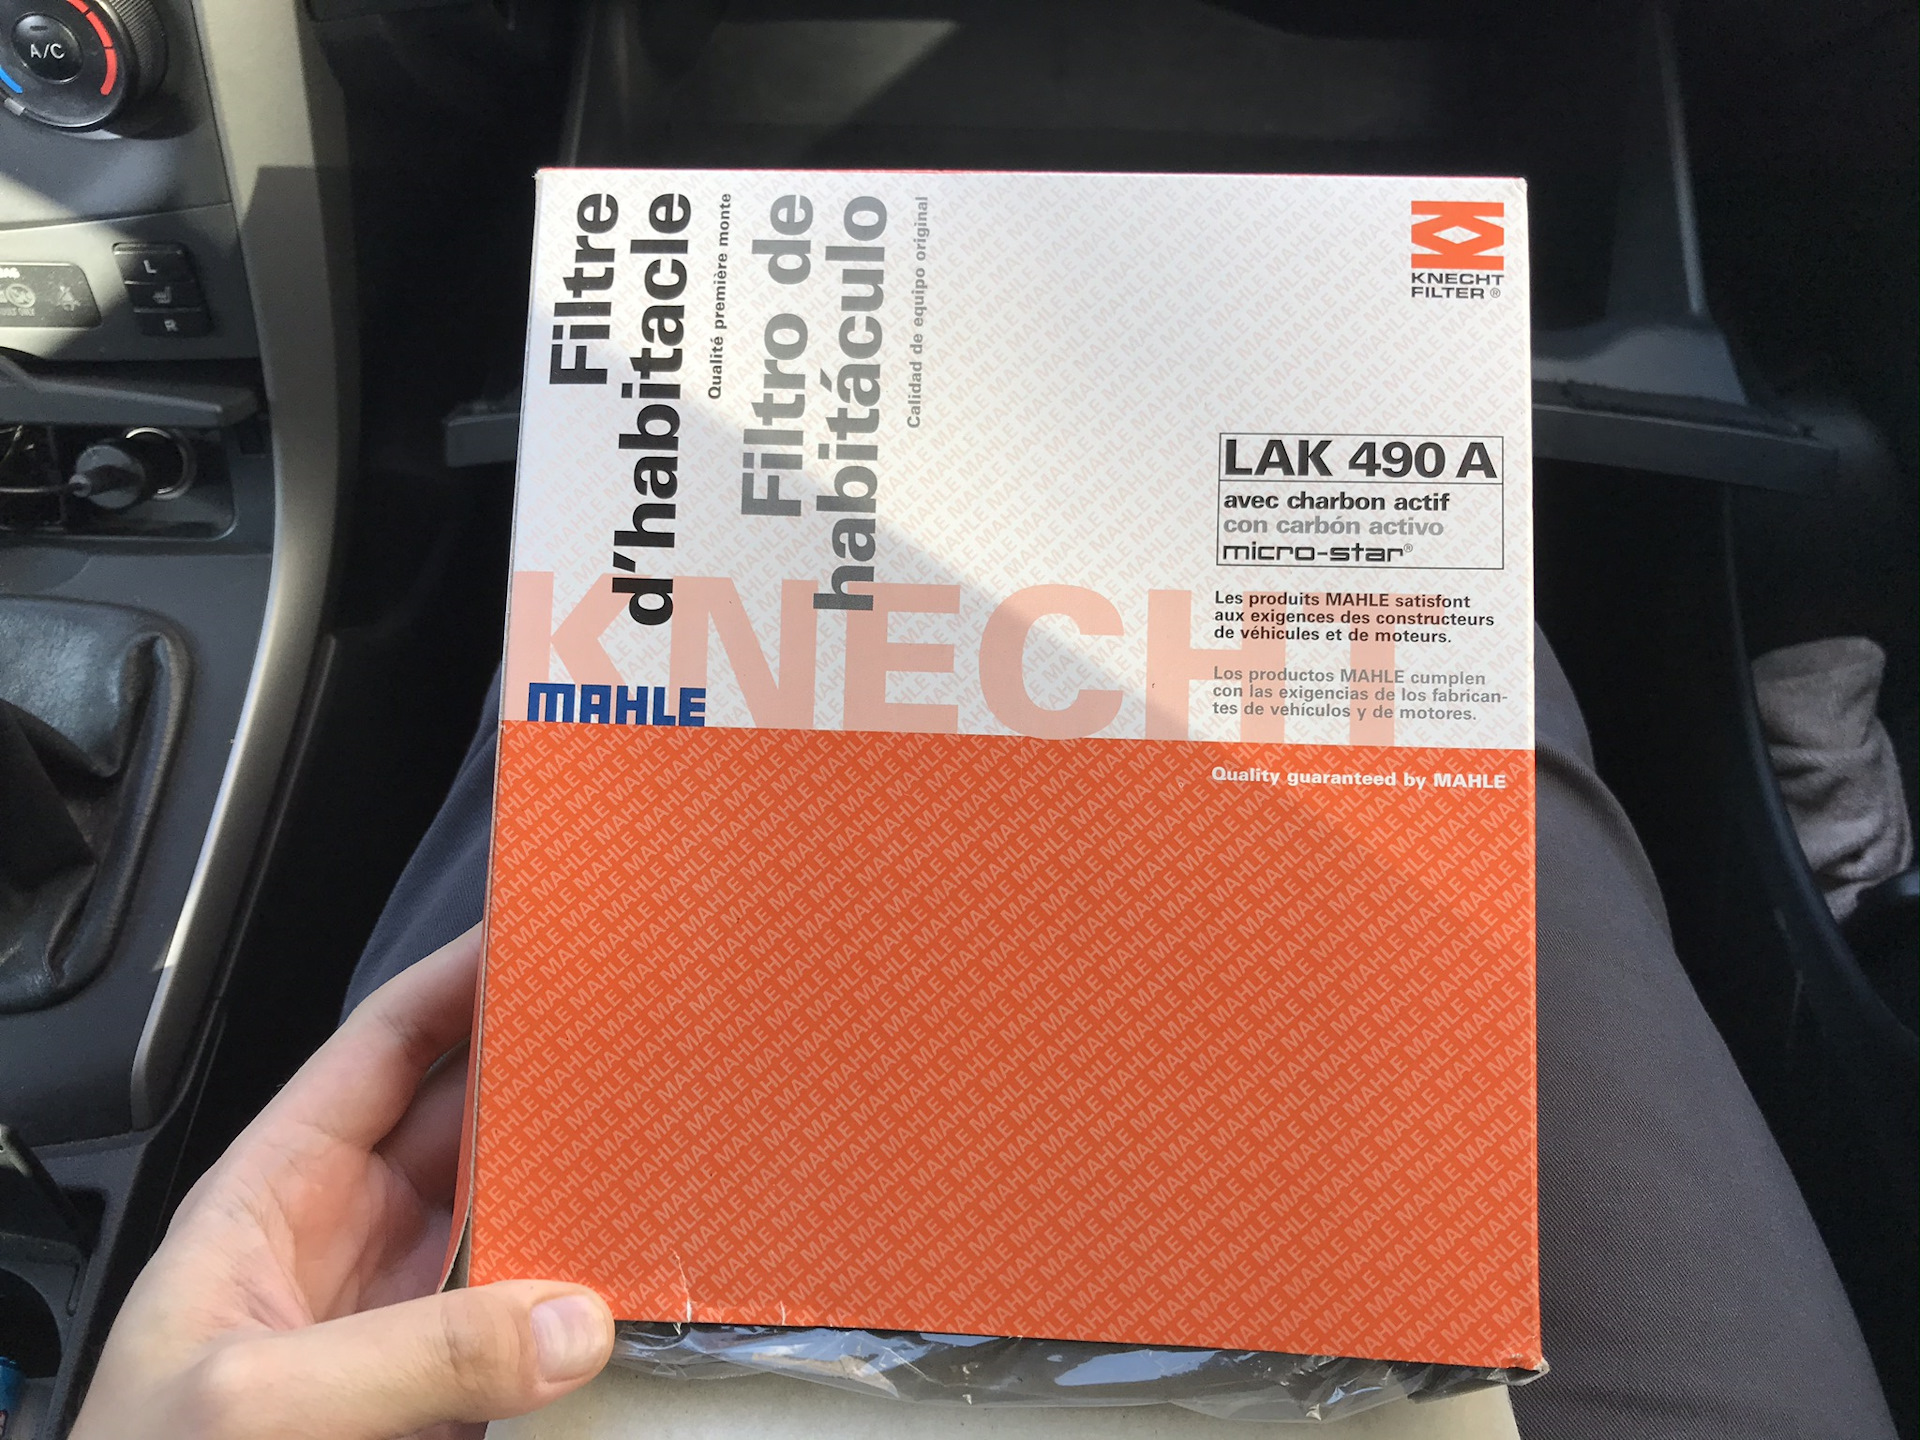 A/C
L
R
Filtre
d'habitacle
Qualité première monte
Filtro de
habitáculo
Calidad de equipo original
KNECHT
FILTER®
LAK 490 A
avec charbon actif
con carbón activo
micro-star®
Les produits MAHLE satisfont
aux exigences des constructeurs
de véhicules et de moteurs.
Los productos MAHLE cumplen
con las exigencias de los fabrican-
tes de vehículos y de motores.
KNECHT
MAHLE
Quality guaranteed by MAHLE